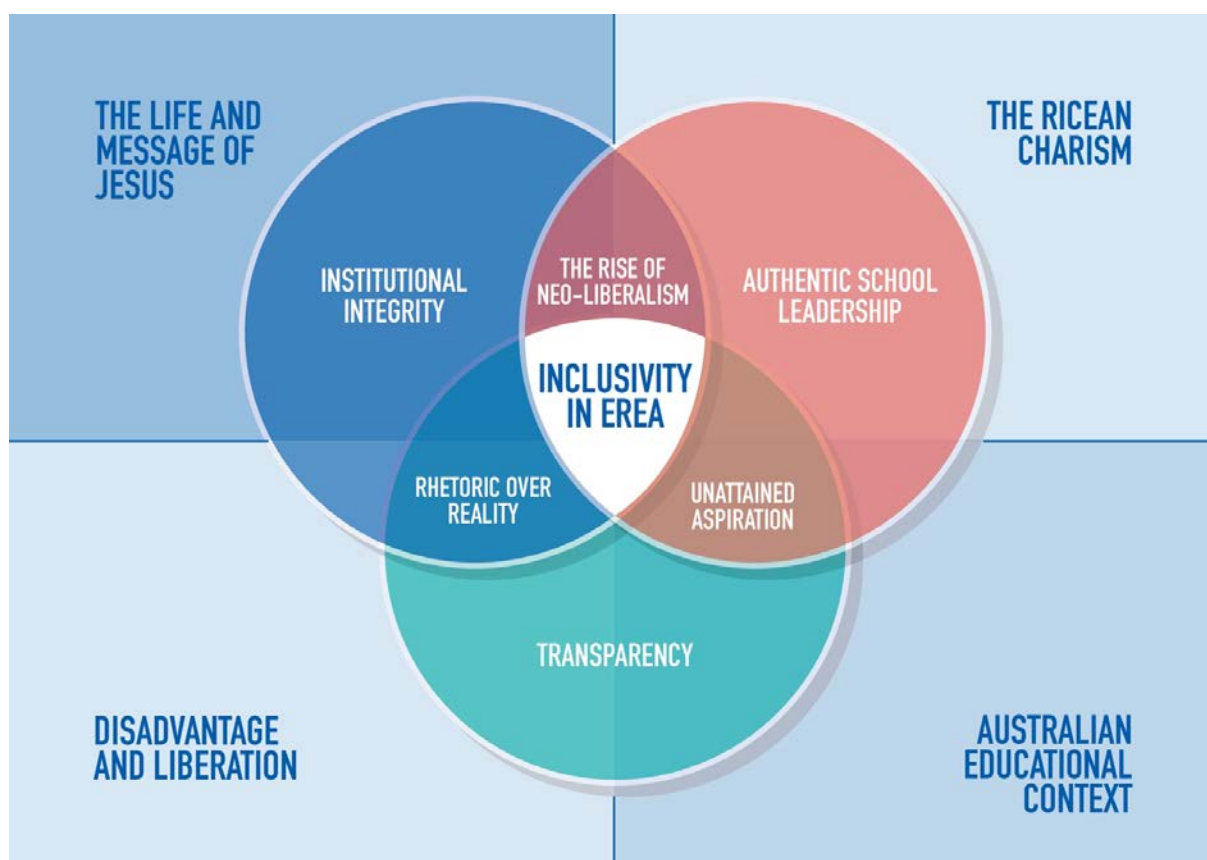 THE LIFE AND
MESSAGE OF
JESUS
THE RICEAN
CHARISM
INSTITUTIONAL
INTEGRITY
THE RISE OF
NEO-LIBERALISM
AUTHENTIC SCHOOL
LEADERSHIP
INCLUSIVITY
IN EREA
RHETORIC OVER
REALITY
UNATTAINED
ASPIRATION
TRANSPARENCY
DISADVANTAGE
AND LIBERATION
AUSTRALIAN
EDUCATIONAL
CONTEXT